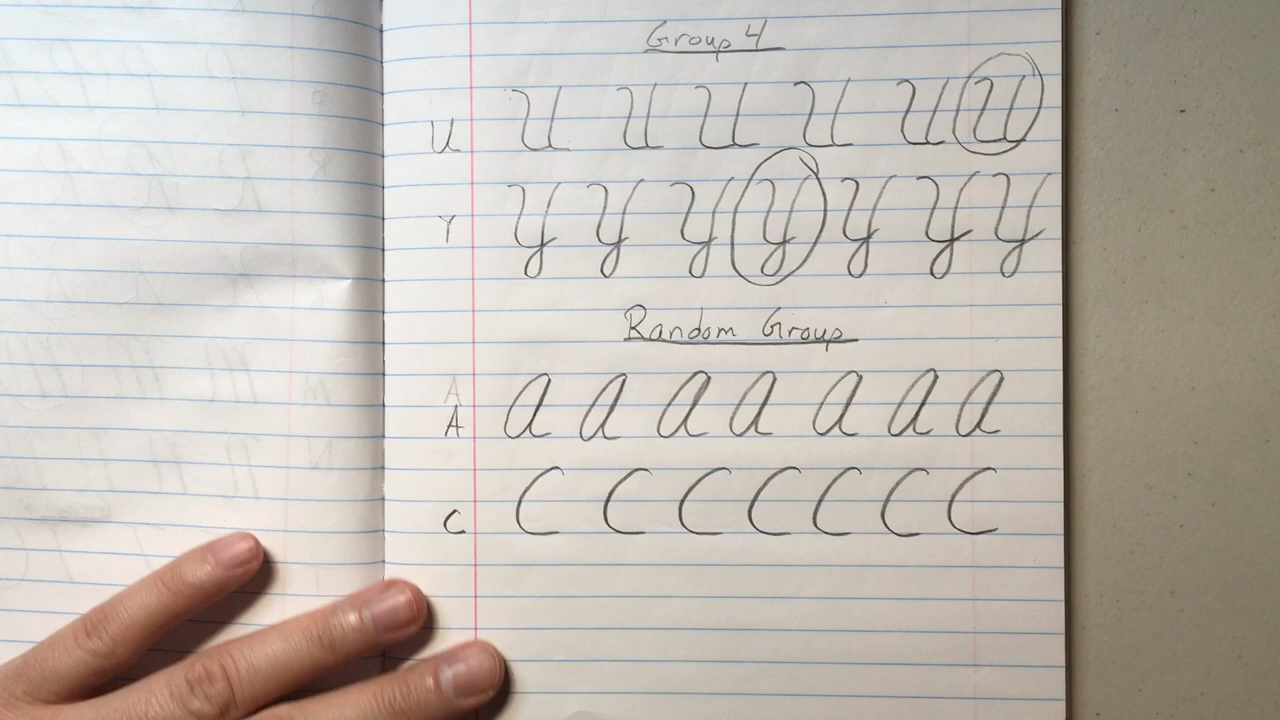 Group 4
U U U U U U U
Y Y Y Y Y Y Y Y
Random Group
A
A a a a a a a a
C C C C C C C C